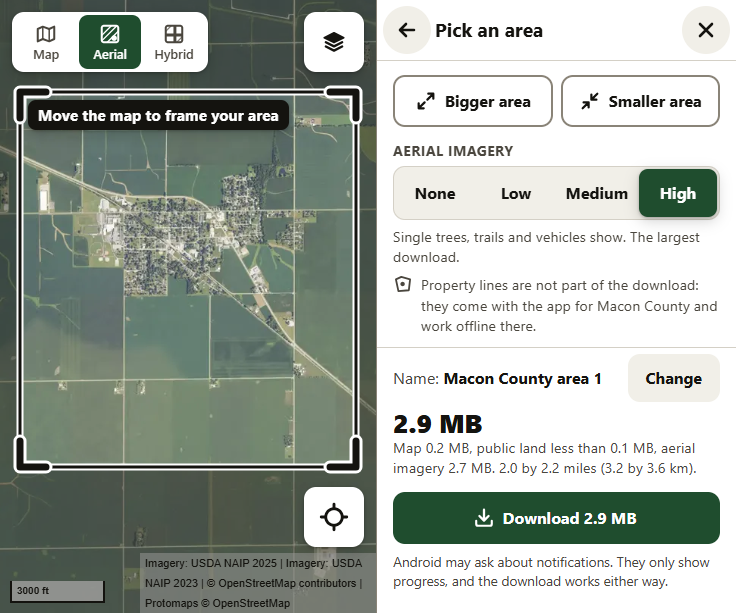 Map
Aerial
Hybrid
Move the map to frame your area
3000 ft
Imagery: USDA NAIP 2025 | Imagery: USDA
NAIP 2023 | © OpenStreetMap contributors |
Protomaps © OpenStreetMap
Pick an area
Bigger area
Smaller area
AERIAL IMAGERY
None
Low
Medium
High
Single trees, trails and vehicles show. The largest
download.
Property lines are not part of the download:
they come with the app for Macon County and
work offline there.
Name: Macon County area 1
Change
2.9 MB
Map 0.2 MB, public land less than 0.1 MB, aerial
imagery 2.7 MB. 2.0 by 2.2 miles (3.2 by 3.6 km).
Download 2.9 MB
Android may ask about notifications. They only show
progress, and the download works either way.